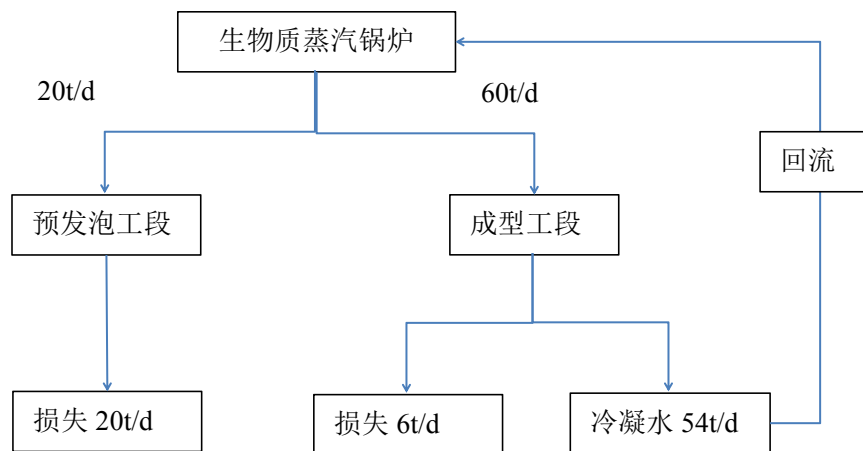 生物质蒸汽锅炉
20t/d
60t/d
回流
预发泡工段
成型工段
损失 20t/d
损失 6t/d
冷凝水 54t/d